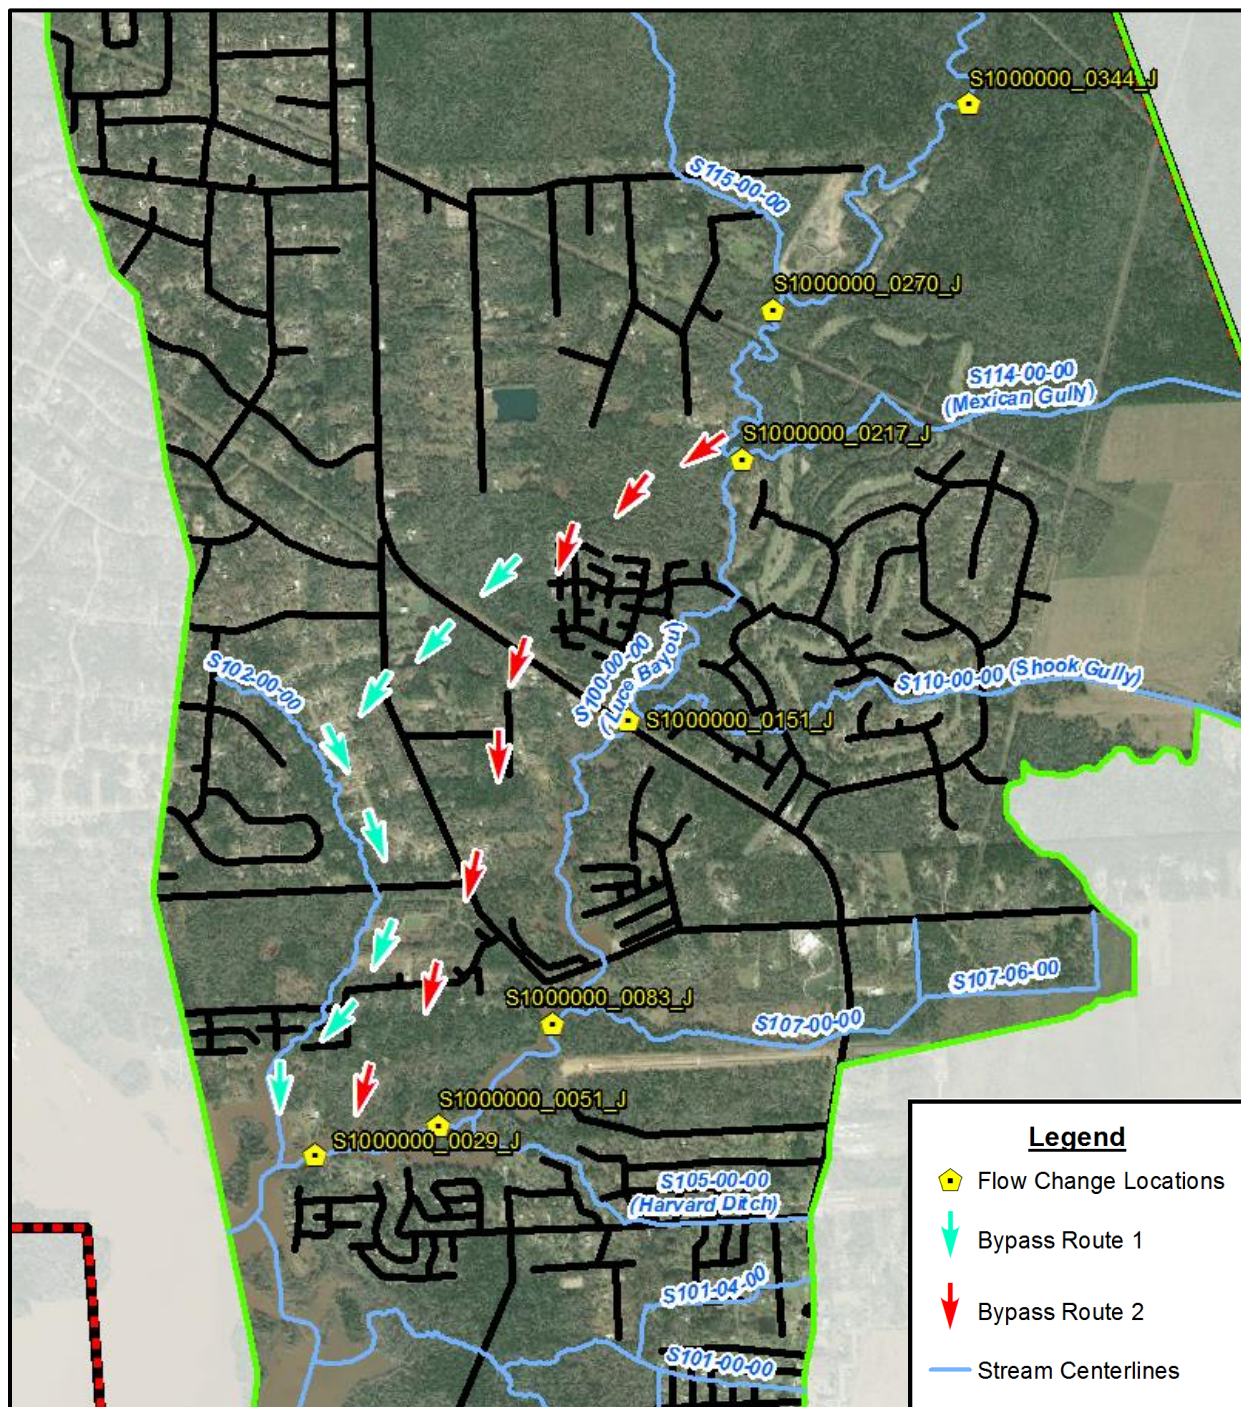 S1000000_0344_J
S115-00-00
S1000000_0270_J
S114-00-00
(Mexican Gully)
S1000000_0217_J
S102-00-00
S100-00-00
(Luce Bayou)
S110-00-00 (Shook Gully)
S1000000_0151_J
S107-06-00
S1000000_0083_J
S107-00-00
S1000000_0051_J
S1000000_0029_J
S105-00-00
(Harvard Ditch)
S101-04-00
S101-00-00
Legend
Flow Change Locations
Bypass Route 1
Bypass Route 2
Stream Centerlines